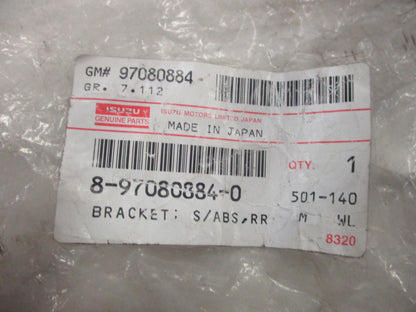 GM# 97080884
GR. 7.112
ISUZU
GENUINE PARTS
ISUZU MOTORS LIMITED JAPAN
MADE IN JAPAN
QTY. 1
8-97080884-0 501-140
BRACKET; S/ABS,RR M WL
8320